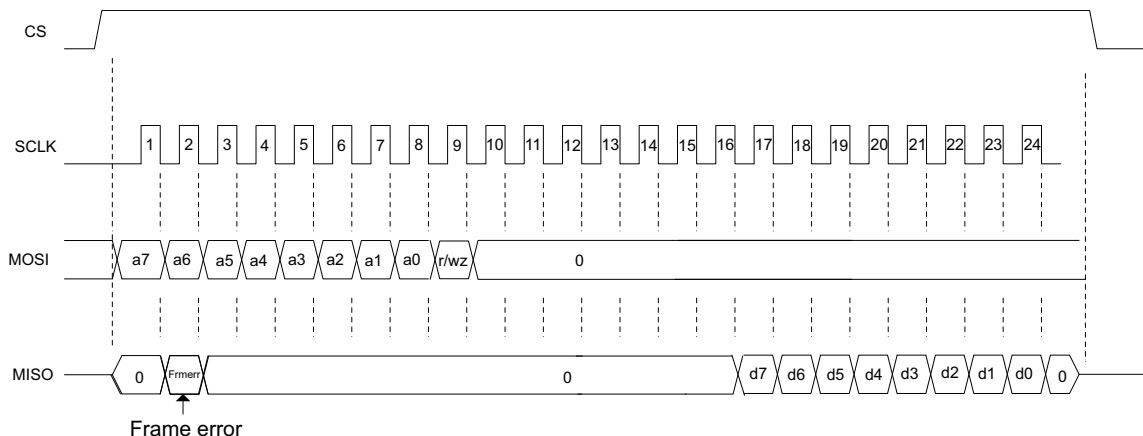 CS
SCLK
1 2 3 4 5 6 7 8 9 10 11 12 13 14 15 16 17 18 19 20 21 22 23 24
MOSI
a7 a6 a5 a4 a3 a2 a1 a0 r/wz 0
MISO
0 Frmerr 0 d7 d6 d5 d4 d3 d2 d1 d0 0
Frame error